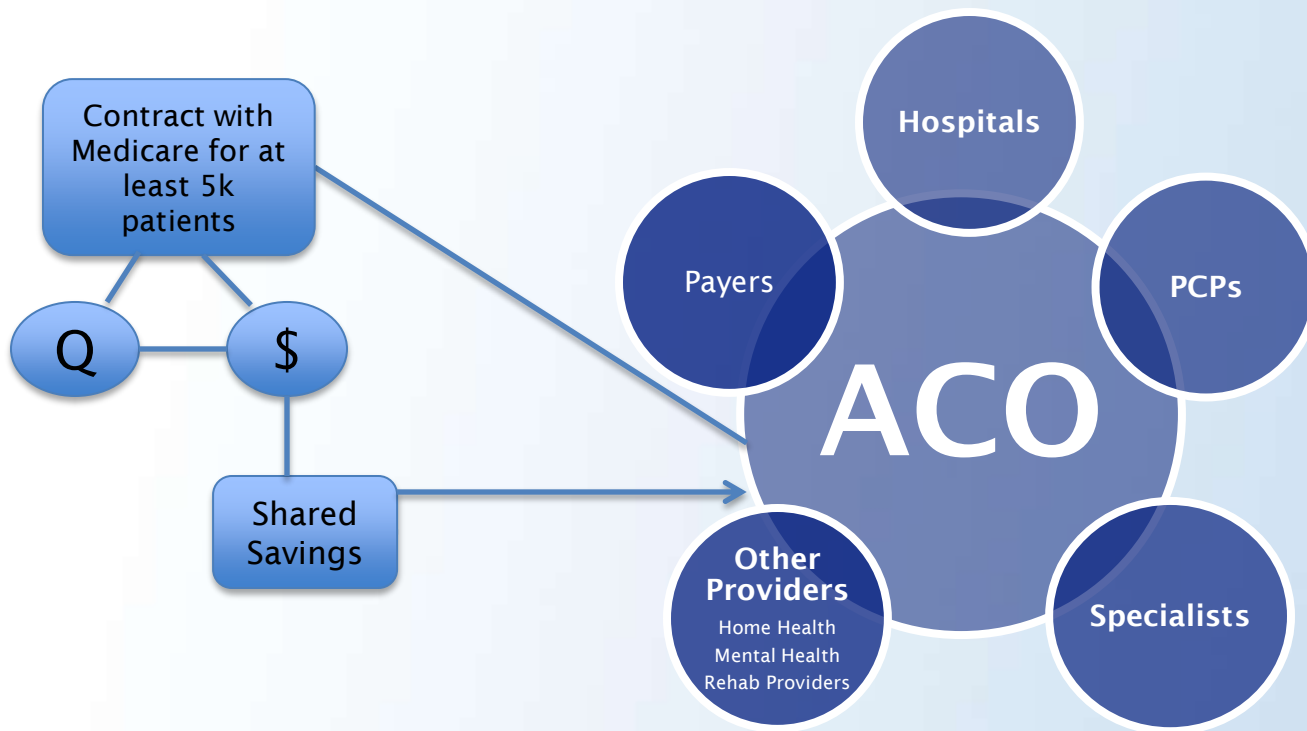 Contract with
Medicare for at
least 5k
patients
Q
$
Shared
Savings
Hospitals
Payers
PCPs
ACO
Other
Providers
Home Health
Mental Health
Rehab Providers
Specialists